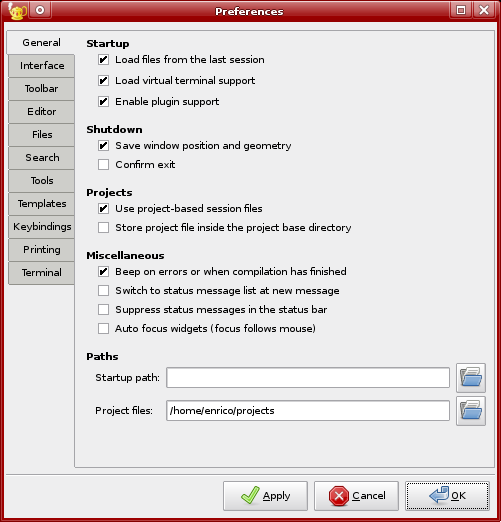 Preferences
General
Interface
Toolbar
Editor
Files
Search
Tools
Templates
Keybindings
Printing
Terminal
Startup
Load files from the last session
Load virtual terminal support
Enable plugin support
Shutdown
Save window position and geometry
Confirm exit
Projects
Use project-based session files
Store project file inside the project base directory
Miscellaneous
Beep on errors or when compilation has finished
Switch to status message list at new message
Suppress status messages in the status bar
Auto focus widgets (focus follows mouse)
Paths
Startup path:
Project files: /home/enrico/projects
Apply Cancel OK